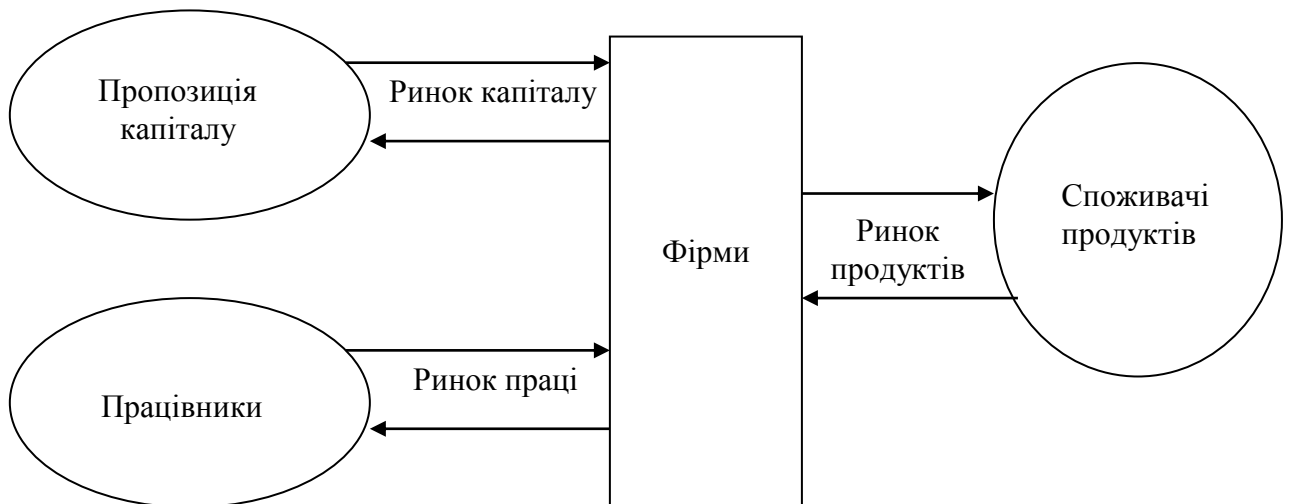 Пропозиція
капіталу
Ринок капіталу
Працівники
Ринок праці
Фірми
Ринок
продуктів
Споживачі
продуктів